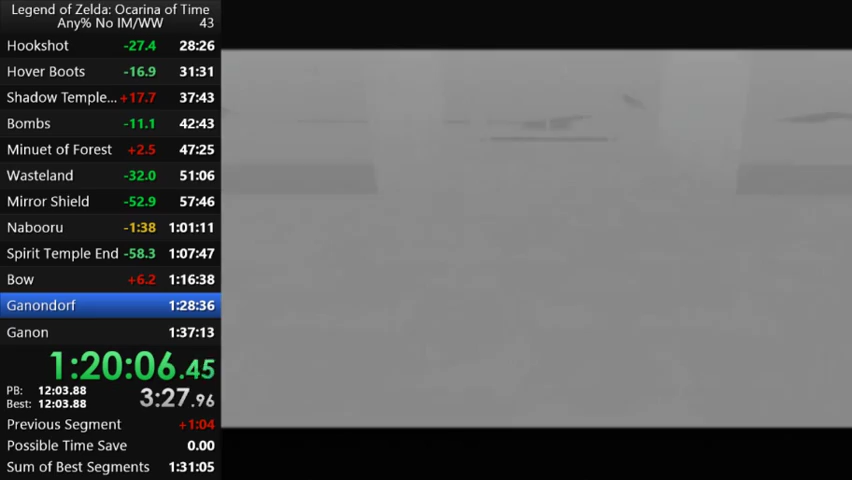 Legend of Zelda: Ocarina of Time
Any% No IM/WW 43
Hookshot -27.4 28:26
Hover Boots -16.9 31:31
Shadow Temple... +17.7 37:43
Bombs -11.1 42:43
Minuet of Forest +2.5 47:25
Wasteland -32.0 51:06
Mirror Shield -52.9 57:46
Nabooru -1:38 1:01:11
Spirit Temple End -58.3 1:07:47
Bow +6.2 1:16:38
Ganondorf 1:28:36
Ganon 1:37:13
1:20:06.45
PB: 12:03.88
Best: 12:03.88
3:27.96
Previous Segment +1:04
Possible Time Save 0.00
Sum of Best Segments 1:31:05